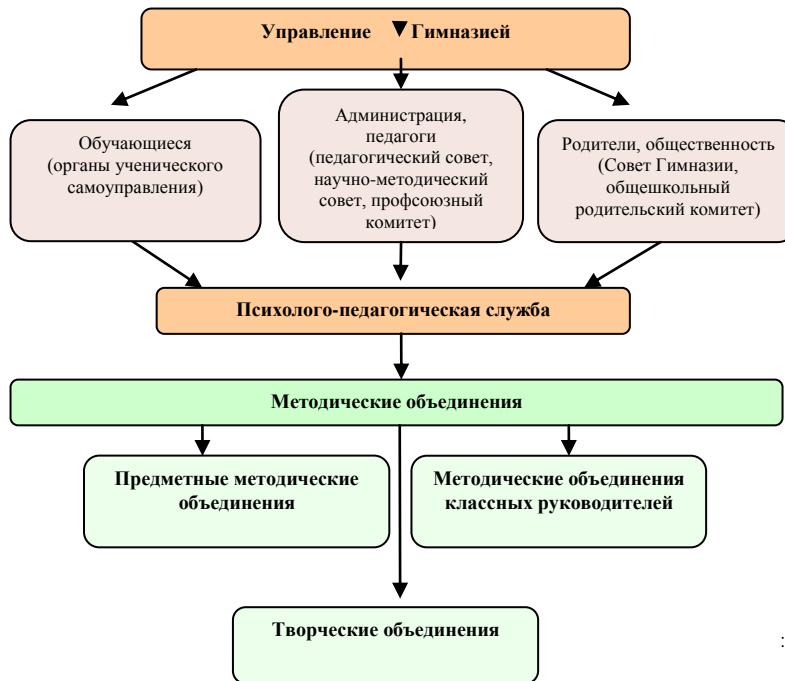 Управление Гимназией
Обучающиеся
(органы ученического
самоуправления)
Администрация,
педагоги
(педагогический совет,
научно-методический
совет, профсоюзный
комитет)
Родители, общественность
(Совет Гимназии,
общешкольный
родительский комитет)
Психолого-педагогическая служба
Методические объединения
Предметные методические
объединения
Методические объединения
классных руководителей
Творческие объединения
: